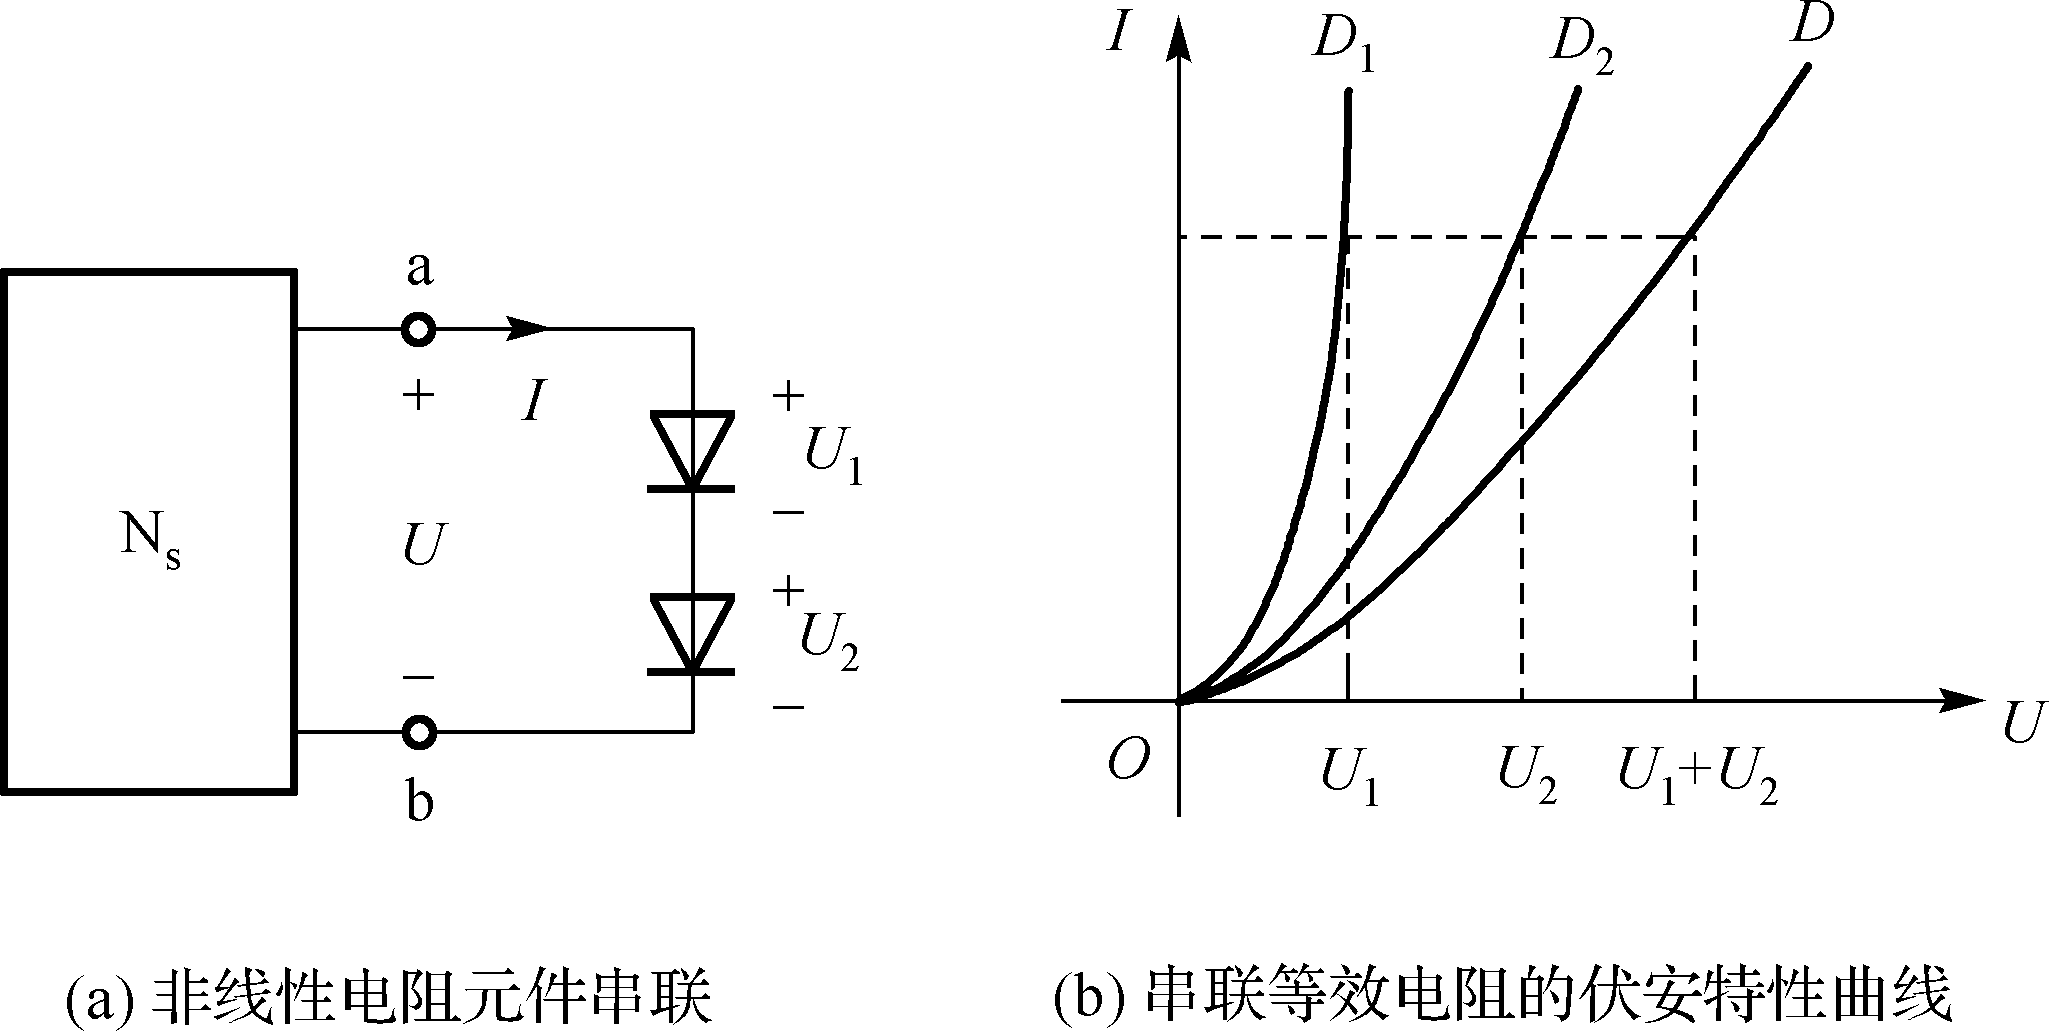 a
+
I
+
U₁
−
Nₛ
U
+
U₂
−
−
b
(a) 非线性电阻元件串联
I
D₁
D₂
D
O
U₁
U₂
U₁+U₂
U
(b) 串联等效电阻的伏安特性曲线